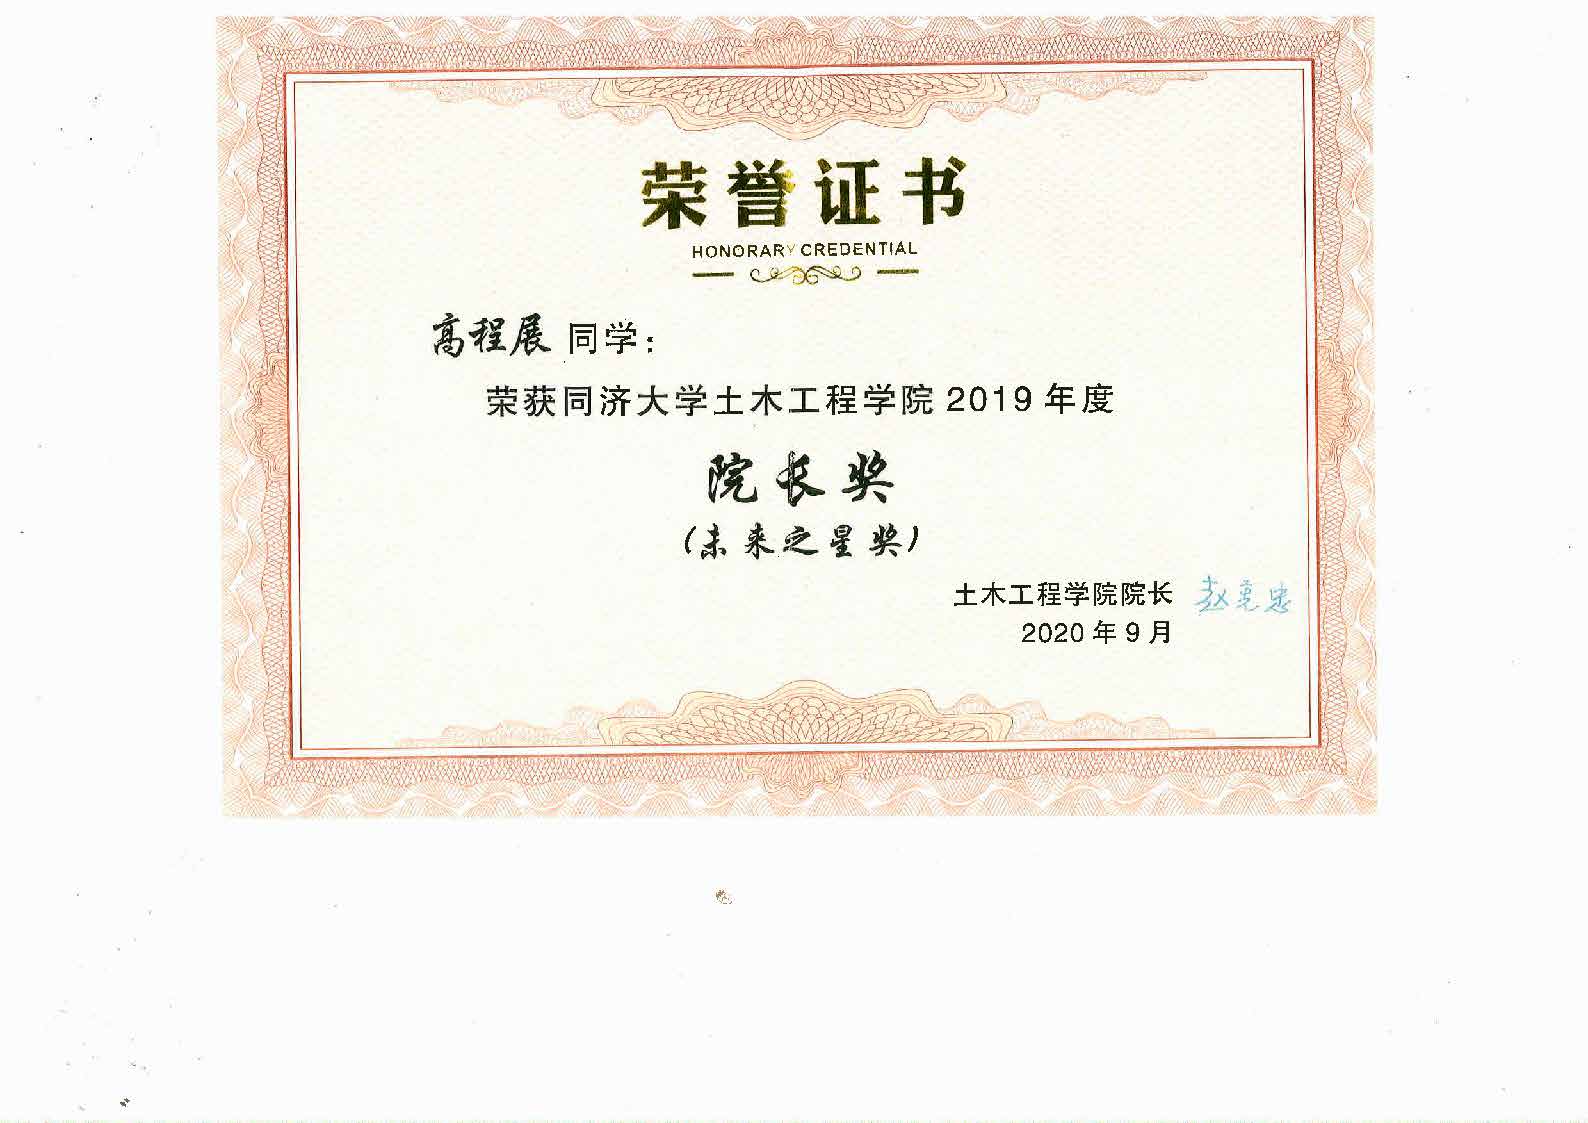 荣誉证书
HONORARY CREDENTIAL
高程展 同学：
荣获同济大学土木工程学院 2019 年度
院长奖
（未来之星奖）
土木工程学院院长 赵宪忠
2020 年 9 月